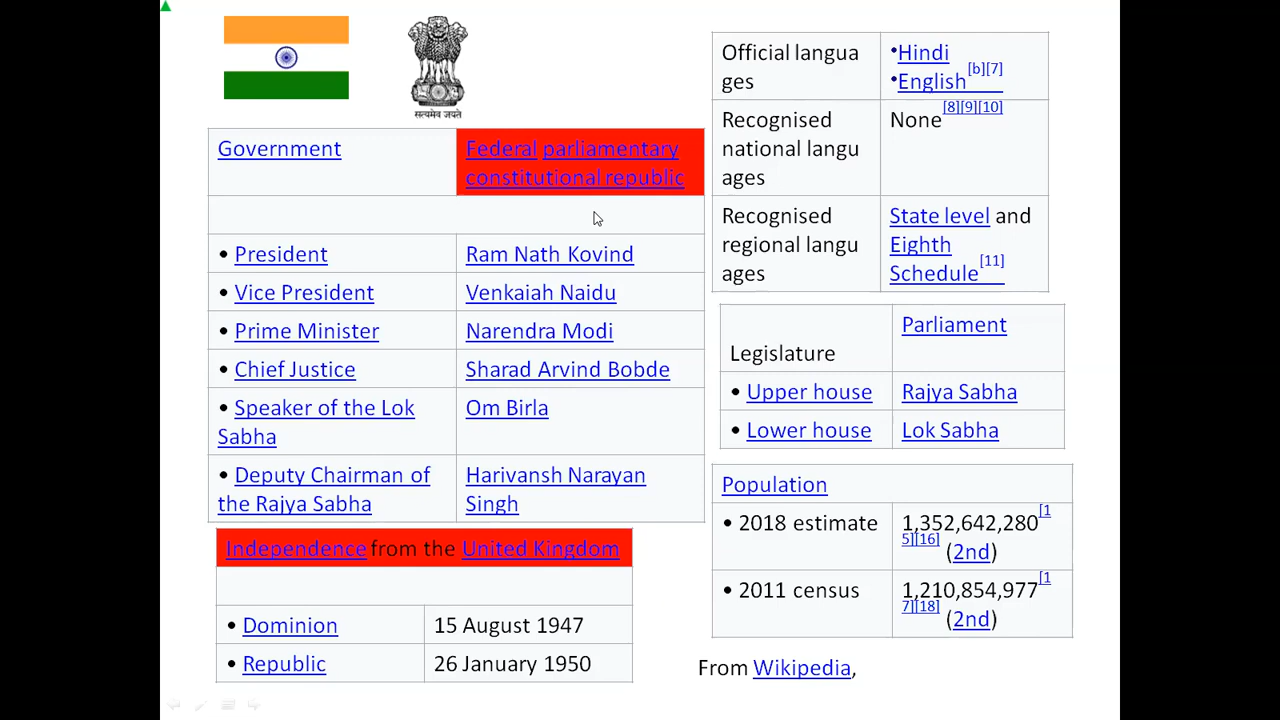 सत्यमेव जयते
Government
Federal parliamentary
constitutional republic
• President
Ram Nath Kovind
• Vice President
Venkaiah Naidu
• Prime Minister
Narendra Modi
• Chief Justice
Sharad Arvind Bobde
• Speaker of the Lok
Sabha
Om Birla
• Deputy Chairman of
the Rajya Sabha
Harivansh Narayan
Singh
Independence from the United Kingdom
• Dominion
15 August 1947
• Republic
26 January 1950
Official langua
ges
•Hindi
•English[b][7]
Recognised
national langu
ages
None[8][9][10]
Recognised
regional langu
ages
State level and
Eighth
Schedule[11]
Legislature
Parliament
• Upper house
Rajya Sabha
• Lower house
Lok Sabha
Population
• 2018 estimate
1,352,642,280[1
5][16] (2nd)
• 2011 census
1,210,854,977[1
7][18] (2nd)
From Wikipedia,